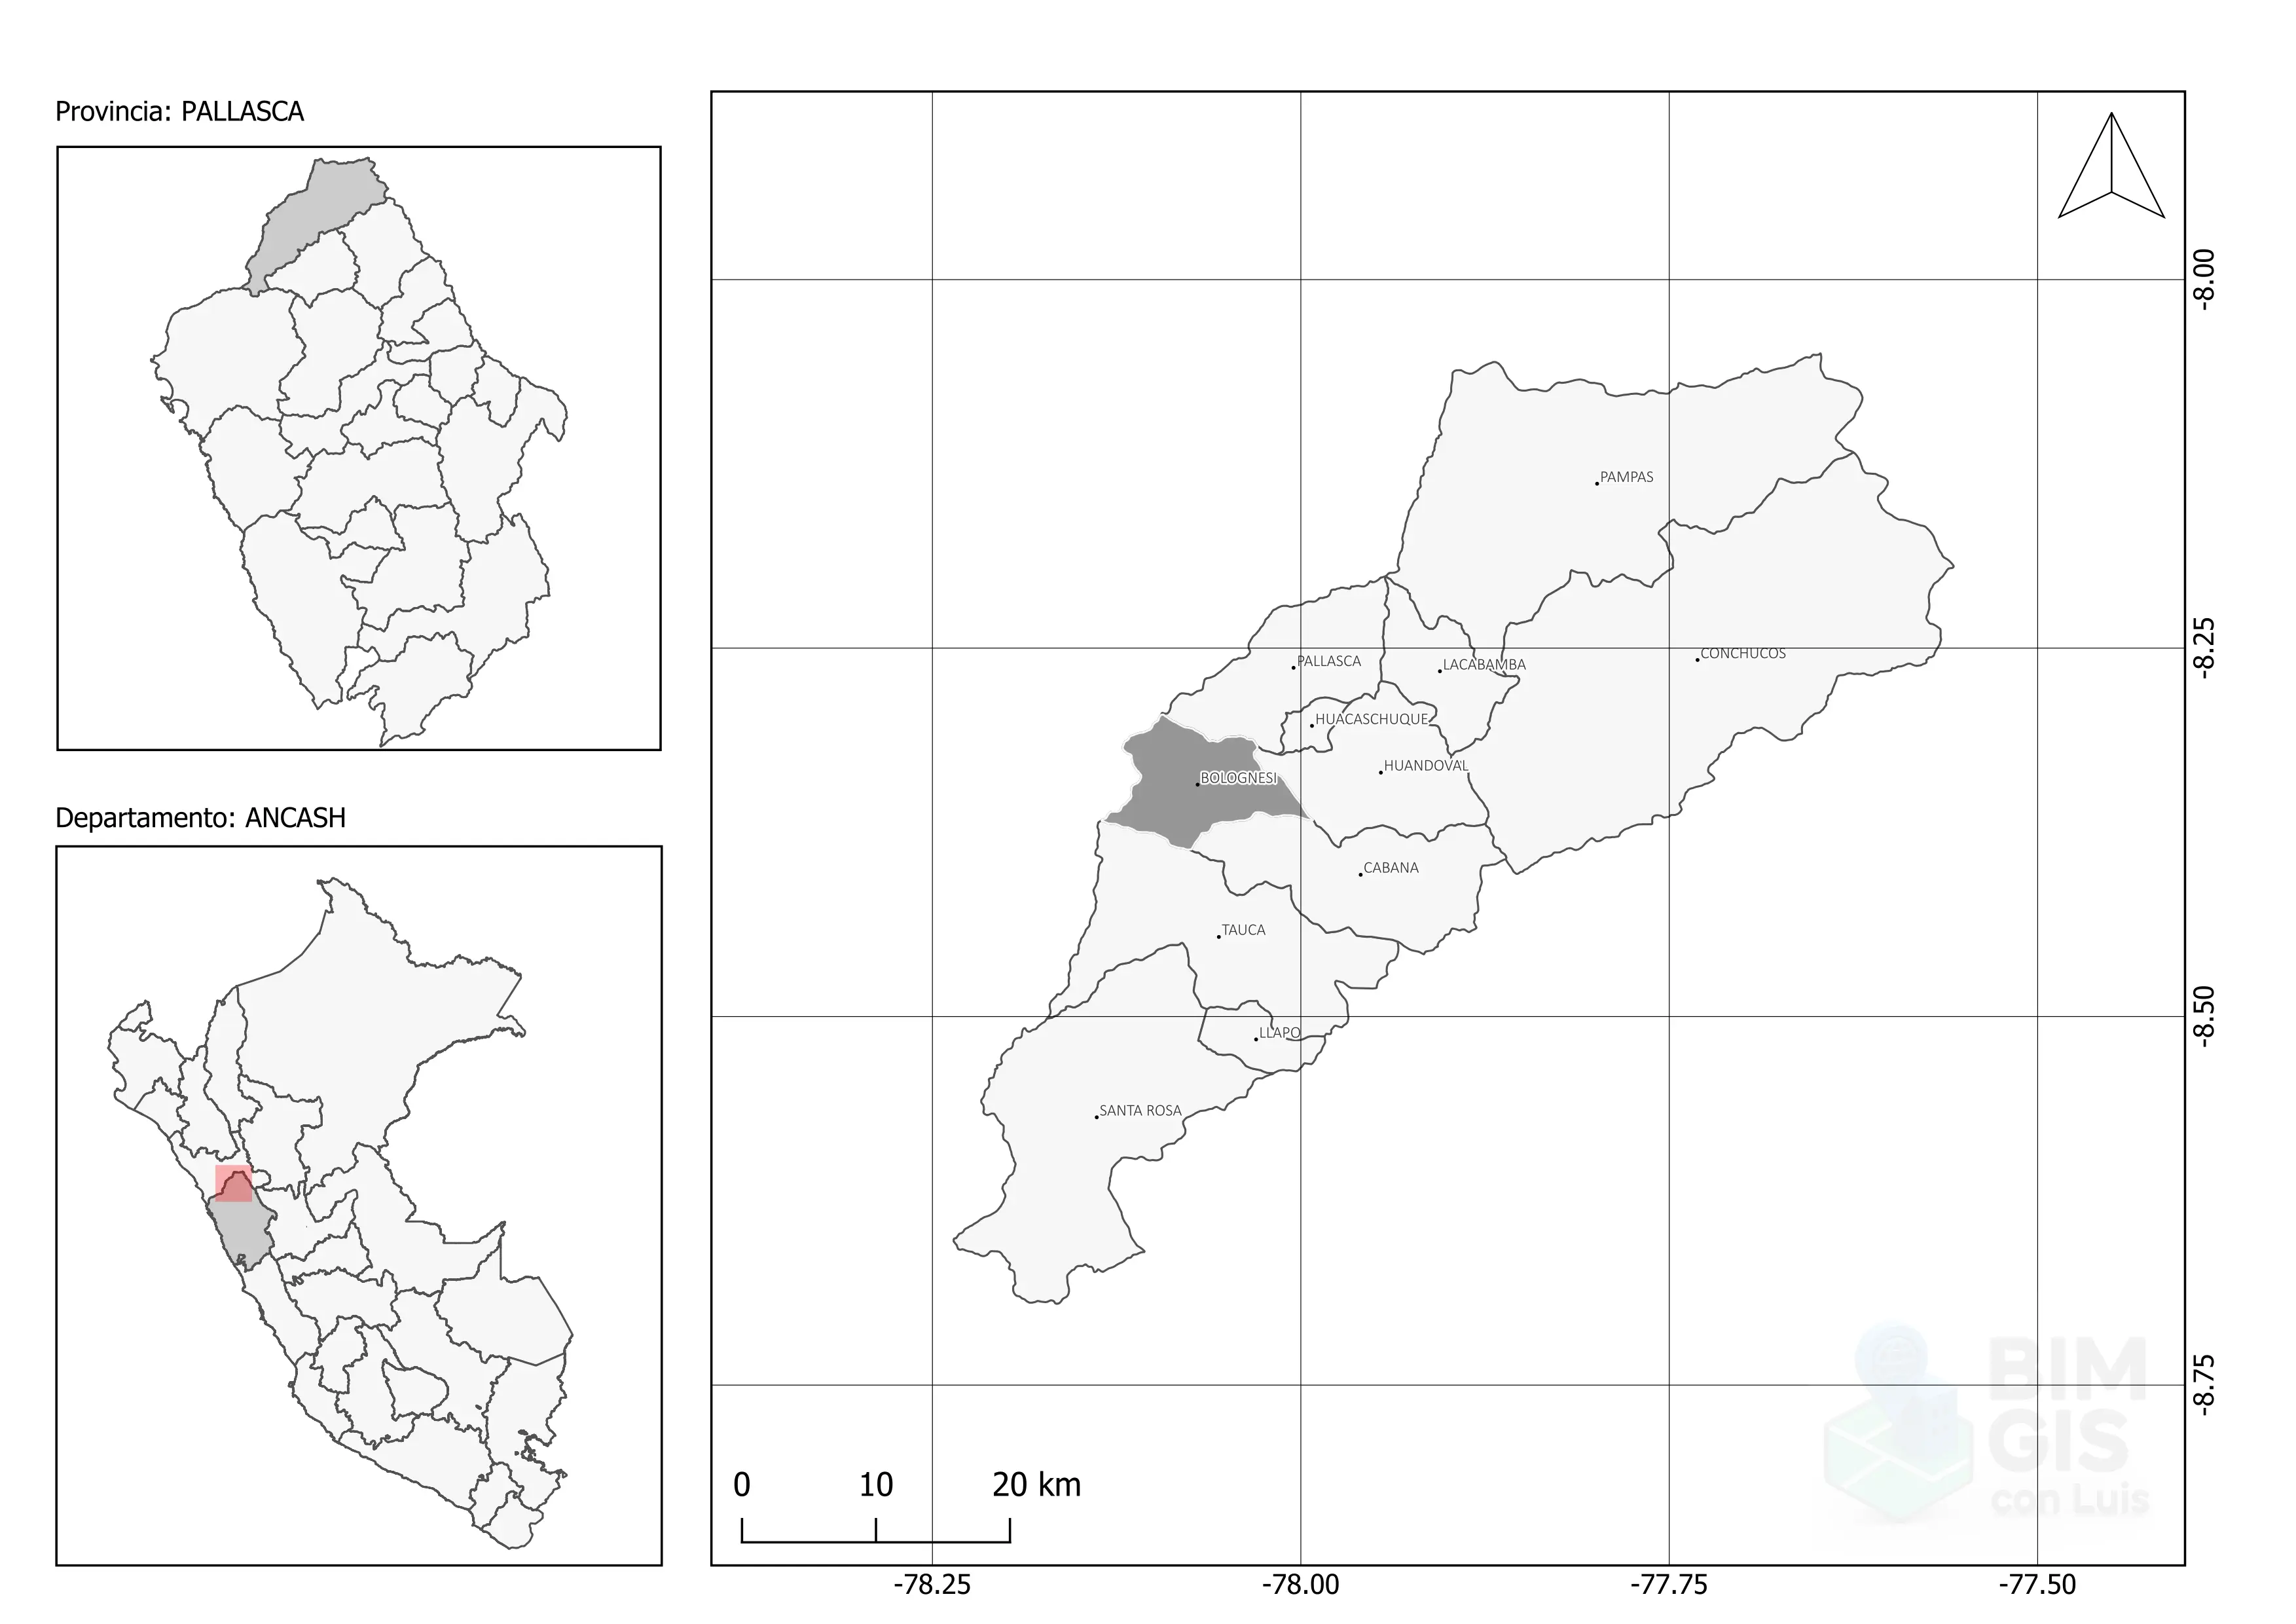 Provincia: PALLASCA
Departamento: ANCASH
PAMPAS
CONCHUCOS
PALLASCA
LACABAMBA
HUACASCHUQUE
HUANDOVAL
BOLOGNESI
CABANA
TAUCA
LLAPO
SANTA ROSA
-8.00
-8.25
-8.50
-8.75
0 10 20 km
-78.25 -78.00 -77.75 -77.50
BIM
GIS
con Luis